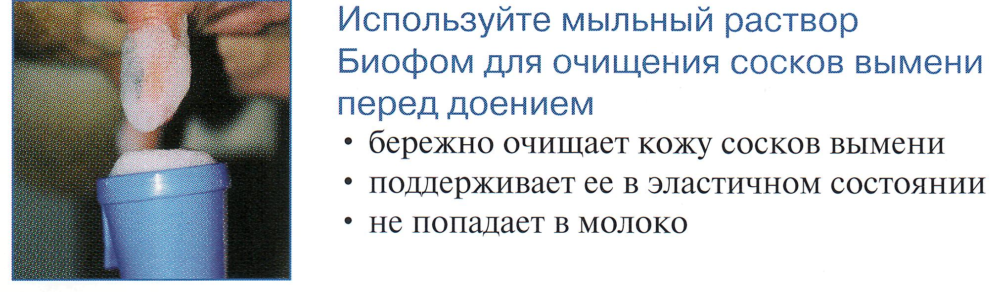 Используйте мыльный раствор
Биофом для очищения сосков вымени
перед доением
• бережно очищает кожу сосков вымени
• поддерживает ее в эластичном состоянии
• не попадает в молоко